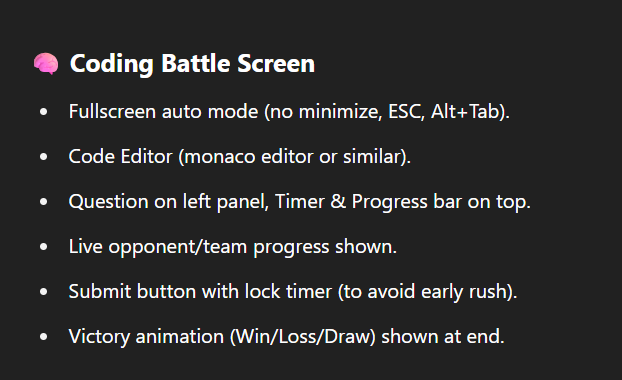 🧠 Coding Battle Screen
• Fullscreen auto mode (no minimize, ESC, Alt+Tab).
• Code Editor (monaco editor or similar).
• Question on left panel, Timer & Progress bar on top.
• Live opponent/team progress shown.
• Submit button with lock timer (to avoid early rush).
• Victory animation (Win/Loss/Draw) shown at end.